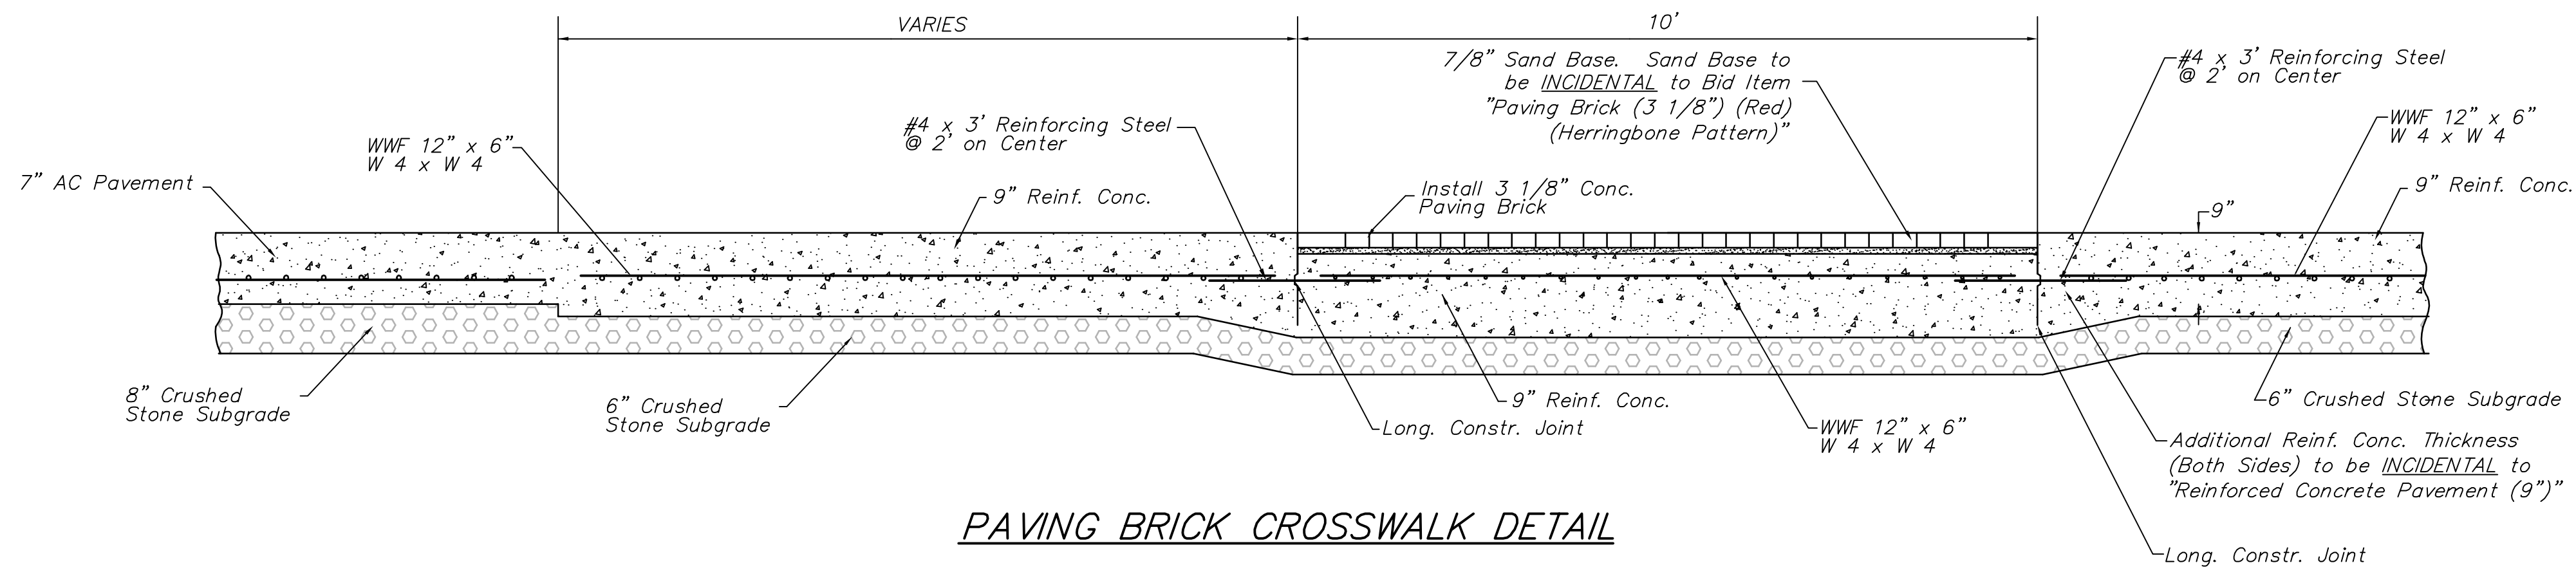 VARIES
10'
7/8" Sand Base. Sand Base to
be INCIDENTAL to Bid Item
"Paving Brick (3 1/8") (Red)
(Herringbone Pattern)"
#4 x 3' Reinforcing Steel
@ 2' on Center
WWF 12" x 6"
W 4 x W 4
#4 x 3' Reinforcing Steel
@ 2' on Center
WWF 12" x 6"
W 4 x W 4
7" AC Pavement
9" Reinf. Conc.
Install 3 1/8" Conc.
Paving Brick
9"
9" Reinf. Conc.
8" Crushed
Stone Subgrade
6" Crushed
Stone Subgrade
Long. Constr. Joint
9" Reinf. Conc.
WWF 12" x 6"
W 4 x W 4
6" Crushed Stone Subgrade
Additional Reinf. Conc. Thickness
(Both Sides) to be INCIDENTAL to
"Reinforced Concrete Pavement (9")"
Long. Constr. Joint
PAVING BRICK CROSSWALK DETAIL